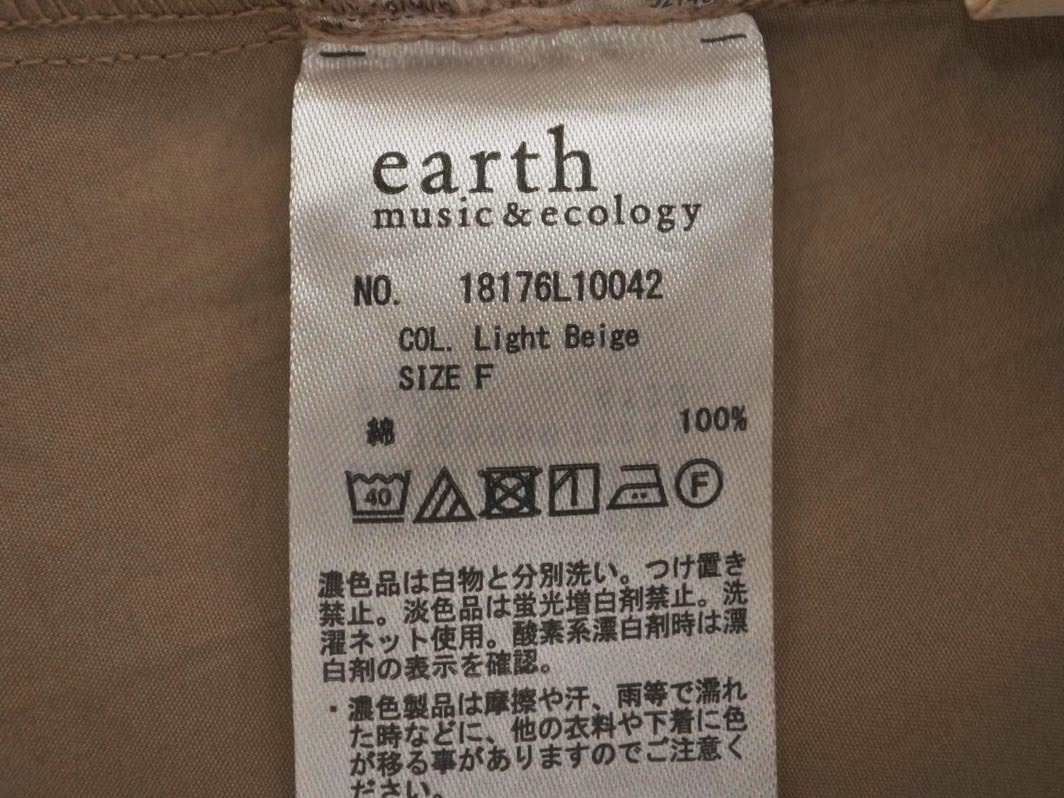 earth
music&ecology
NO. 18176L10042
COL. Light Beige
SIZE F
綿 100%
40 F
濃色品は白物と分別洗い。つけ置き
禁止。淡色品は蛍光増白剤禁止。洗
濯ネット使用。酸素系漂白剤時は漂
白剤の表示を確認。
・濃色製品は摩擦や汗、雨等で濡れ
た時などに、他の衣料や下着に色
が移る事がありますのでご注意く
ださい。